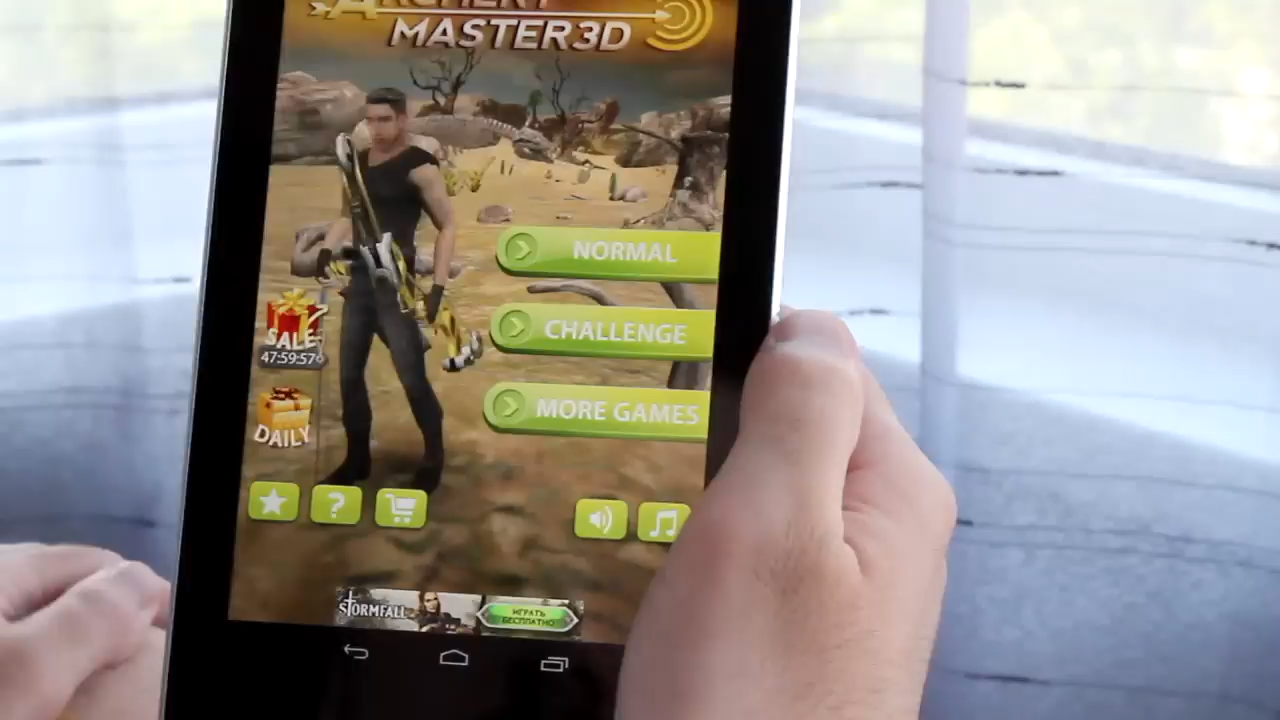 ARCHERY
MASTER3D
NORMAL
CHALLENGE
MORE GAMES
SALE
47:59:57
DAILY
?
STORMFALL
ИГРАТЬ
БЕСПЛАТНО